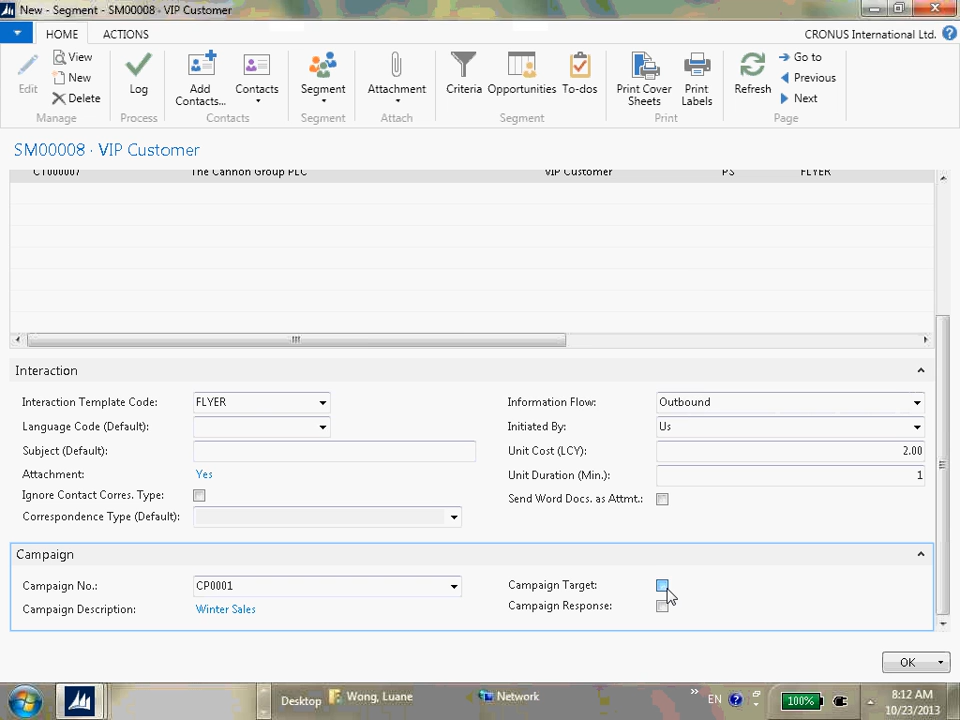 New - Segment - SM00008 · VIP Customer
HOME ACTIONS CRONUS International Ltd.
Edit View New Delete Log Add Contacts... Contacts Segment Attachment Criteria Opportunities To-dos Print Cover Sheets Print Labels Refresh Go to Previous Next
Manage Process Contacts Segment Attach Segment Print Page
SM00008 · VIP Customer
CT000007 The Cannon Group PLC VIP Customer PS FLYER
Interaction
Interaction Template Code: FLYER Information Flow: Outbound
Language Code (Default): Initiated By: Us
Subject (Default): Unit Cost (LCY): 2.00
Attachment: Yes Unit Duration (Min.): 1
Ignore Contact Corres. Type: Send Word Docs. as Attmt.:
Correspondence Type (Default):
Campaign
Campaign No.: CP0001 Campaign Target:
Campaign Description: Winter Sales Campaign Response:
OK
Desktop Wong, Luane Network EN 100% 8:12 AM
10/23/2013